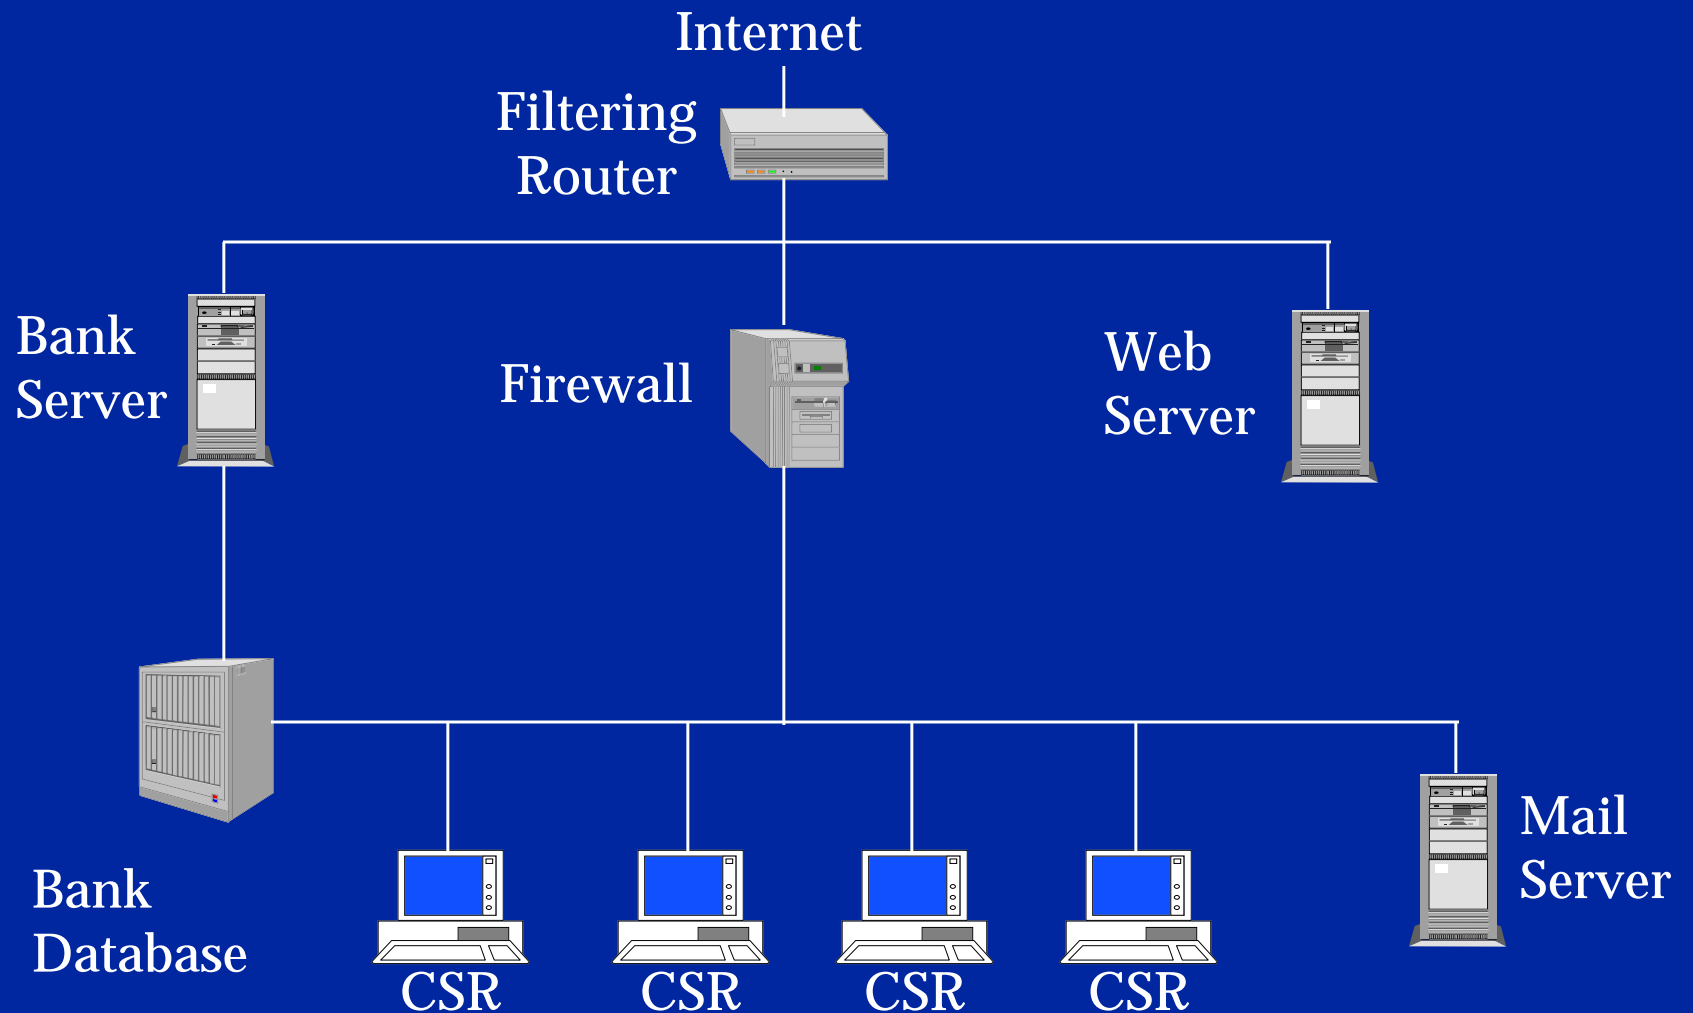 Internet
Filtering
Router
Bank
Server
Firewall
Web
Server
Bank
Database
CSR
CSR
CSR
CSR
Mail
Server